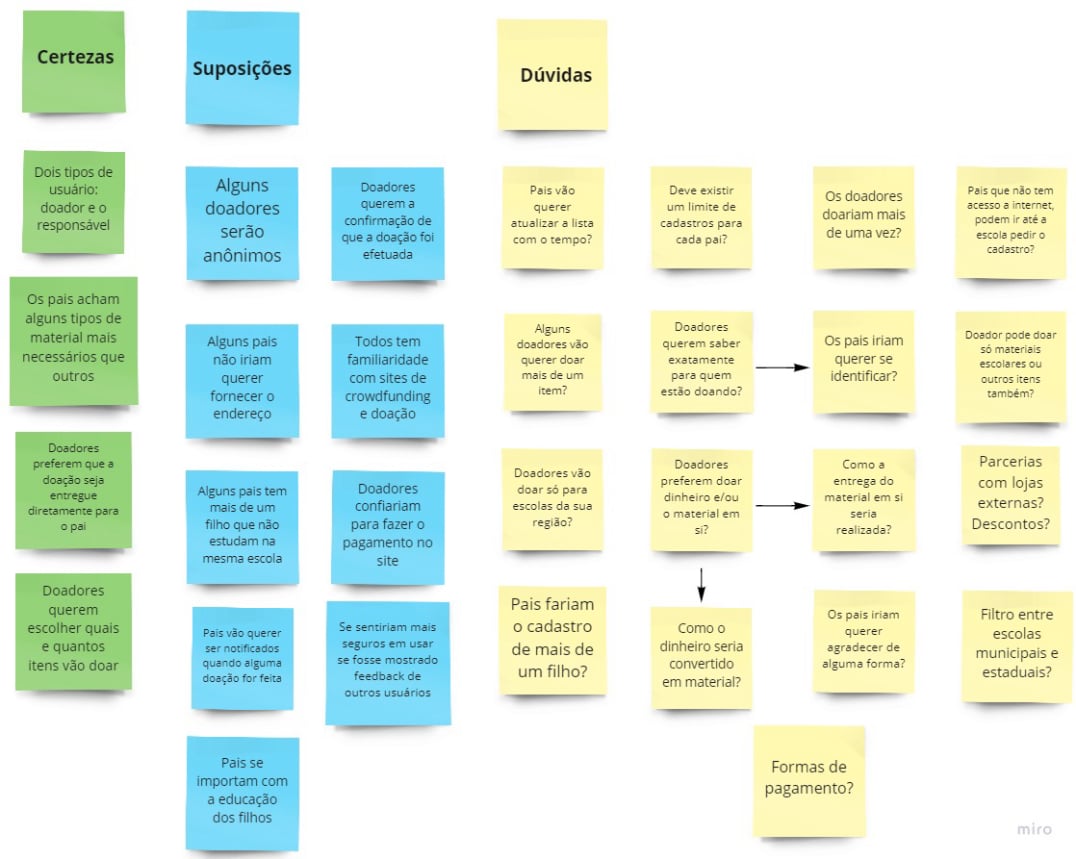 Certezas
Suposições
Dúvidas
Dois tipos de
usuário:
doador e o
responsável
Os pais acham
alguns tipos de
material mais
necessários que
outros
Doadores
preferem que a
doação seja
entregue
diretamente para
o pai
Doadores
querem
escolher quais
e quantos
itens vão doar
Alguns
doadores
serão
anônimos
Doadores
querem a
confirmação de
que a doação foi
efetuada
Alguns pais
não iriam
querer
fornecer o
endereço
Todos tem
familiaridade
com sites de
crowdfunding
e doação
Alguns pais tem
mais de um
filho que não
estudam na
mesma escola
Doadores
confiariam
para fazer o
pagamento no
site
Pais vão querer
ser notificados
quando alguma
doação for feita
Se sentiriam mais
seguros em usar
se fosse mostrado
feedback de
outros usuários
Pais se
importam com
a educação
dos filhos
Pais vão
querer
atualizar a lista
com o tempo?
Deve existir
um limite de
cadastros para
cada pai?
Os doadores
doariam mais
de uma vez?
Pais que não tem
acesso a internet,
podem ir até a
escola pedir o
cadastro?
Alguns
doadores vão
querer doar
mais de um
item?
Doadores
querem saber
exatamente
para quem
estão doando?
Os pais iriam
querer se
identificar?
Doador pode doar
só materiais
escolares ou
outros itens
também?
Doadores vão
doar só para
escolas da sua
região?
Doadores
preferem doar
dinheiro e/ou
o material em
si?
Como a
entrega do
material em si
seria
realizada?
Parcerias
com lojas
externas?
Descontos?
Pais fariam
o cadastro
de mais de
um filho?
Como o
dinheiro seria
convertido
em material?
Os pais iriam
querer
agradecer de
alguma forma?
Filtro entre
escolas
municipais e
estaduais?
Formas de
pagamento?
miro